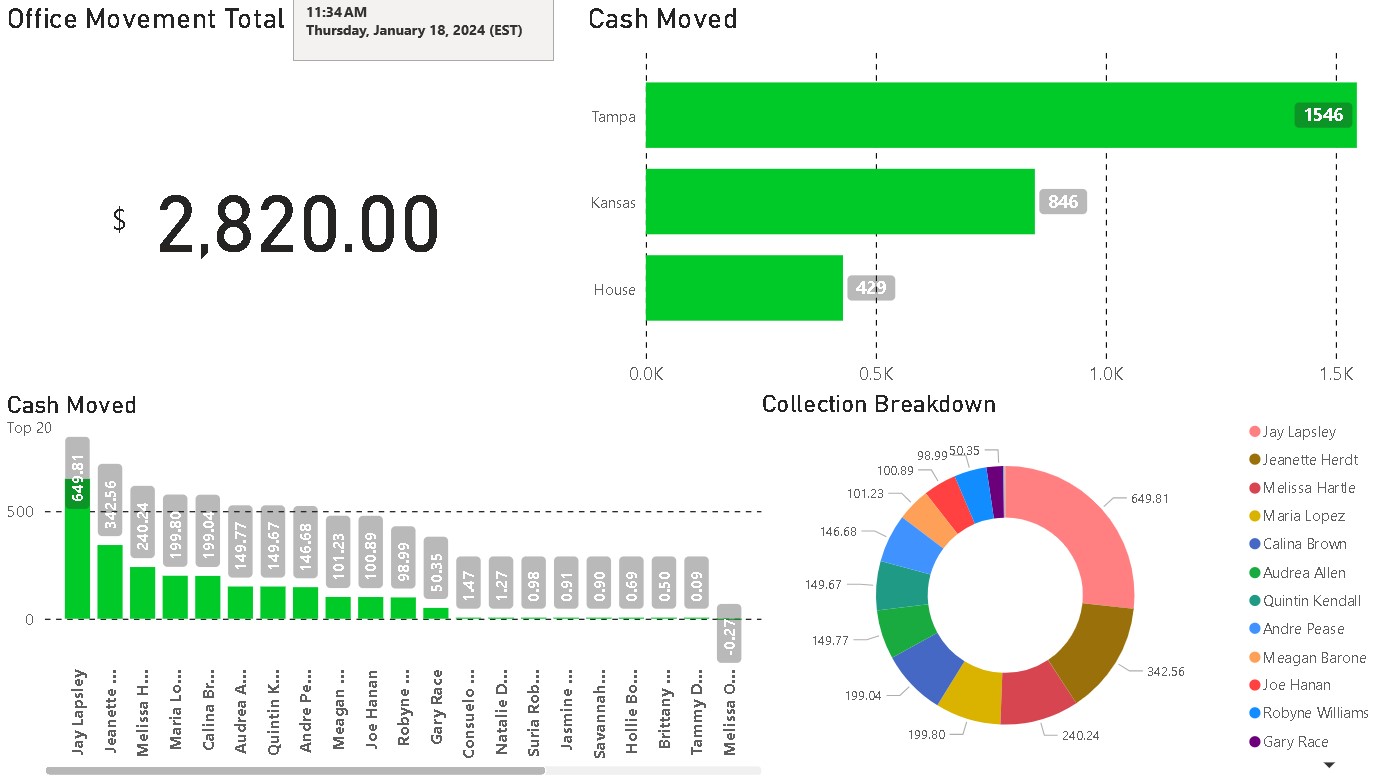 Office Movement Total
11:34AM
Thursday, January 18, 2024 (EST)
$ 2,820.00
Cash Moved
Tampa
1546
Kansas
846
House
429
0.0K 0.5K 1.0K 1.5K
Cash Moved
Top 20
500
0
649.81
342.56
240.24
199.80
199.04
149.77
149.67
146.68
101.23
100.89
98.99
50.35
1.47
1.27
0.98
0.91
0.90
0.69
0.50
0.09
-0.27
Jay Lapsley
Jeanette ...
Melissa H...
Maria Lo...
Calina Br...
Audrea A...
Quintin K...
Andre Pe...
Meagan ...
Joe Hanan
Robyne ...
Gary Race
Consuelo ...
Natalie D...
Suria Rob...
Jasmine ...
Savannah...
Hollie Bo...
Brittany ...
Tammy D...
Melissa O...
Collection Breakdown
649.81
342.56
240.24
199.80
199.04
149.77
149.67
146.68
101.23
100.89
98.99
50.35
Jay Lapsley
Jeanette Herdt
Melissa Hartle
Maria Lopez
Calina Brown
Audrea Allen
Quintin Kendall
Andre Pease
Meagan Barone
Joe Hanan
Robyne Williams
Gary Race